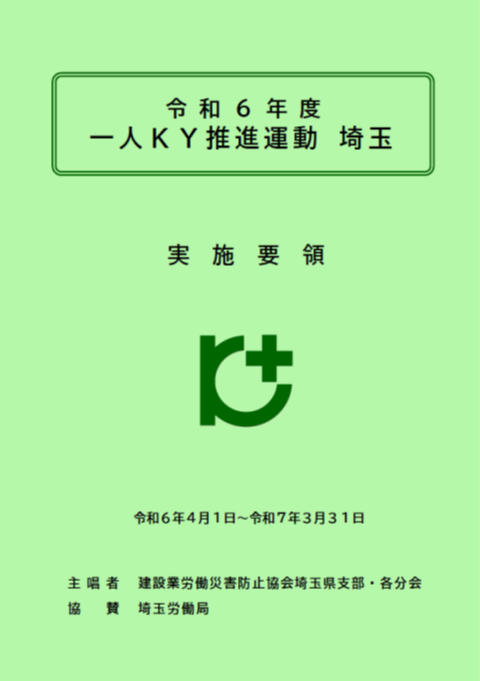 令和６年度
一人ＫＹ推進運動 埼玉
実施要領
令和６年４月１日～令和７年３月３１日
主唱者 建設業労働災害防止協会埼玉県支部・各分会
協賛 埼玉労働局